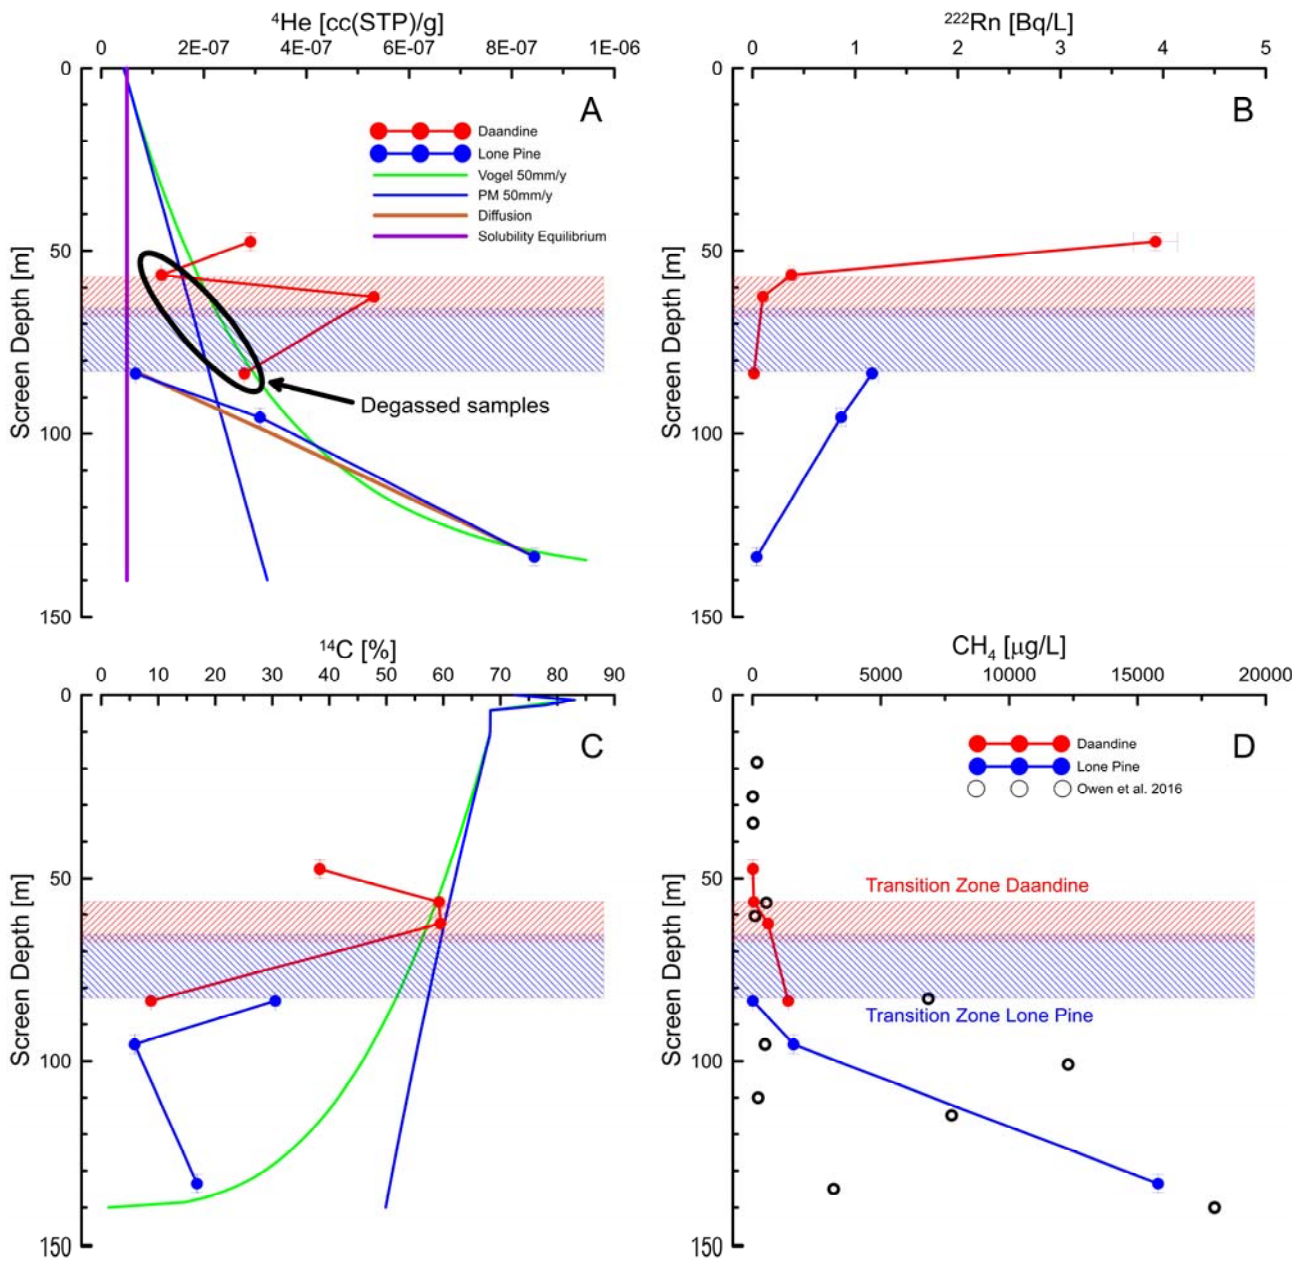 ⁴He [cc(STP)/g]
0 2E-07 4E-07 6E-07 8E-07 1E-06
0
50
100
150
Screen Depth [m]
A
Daandine
Lone Pine
Vogel 50mm/y
PM 50mm/y
Diffusion
Solubility Equilibrium
Degassed samples
²²²Rn [Bq/L]
0 1 2 3 4 5
0
50
100
150
Screen Depth [m]
B
¹⁴C [%]
0 10 20 30 40 50 60 70 80 90
0
50
100
150
Screen Depth [m]
C
CH₄ [µg/L]
0 5000 10000 15000 20000
0
50
100
150
Screen Depth [m]
D
Daandine
Lone Pine
Owen et al. 2016
Transition Zone Daandine
Transition Zone Lone Pine